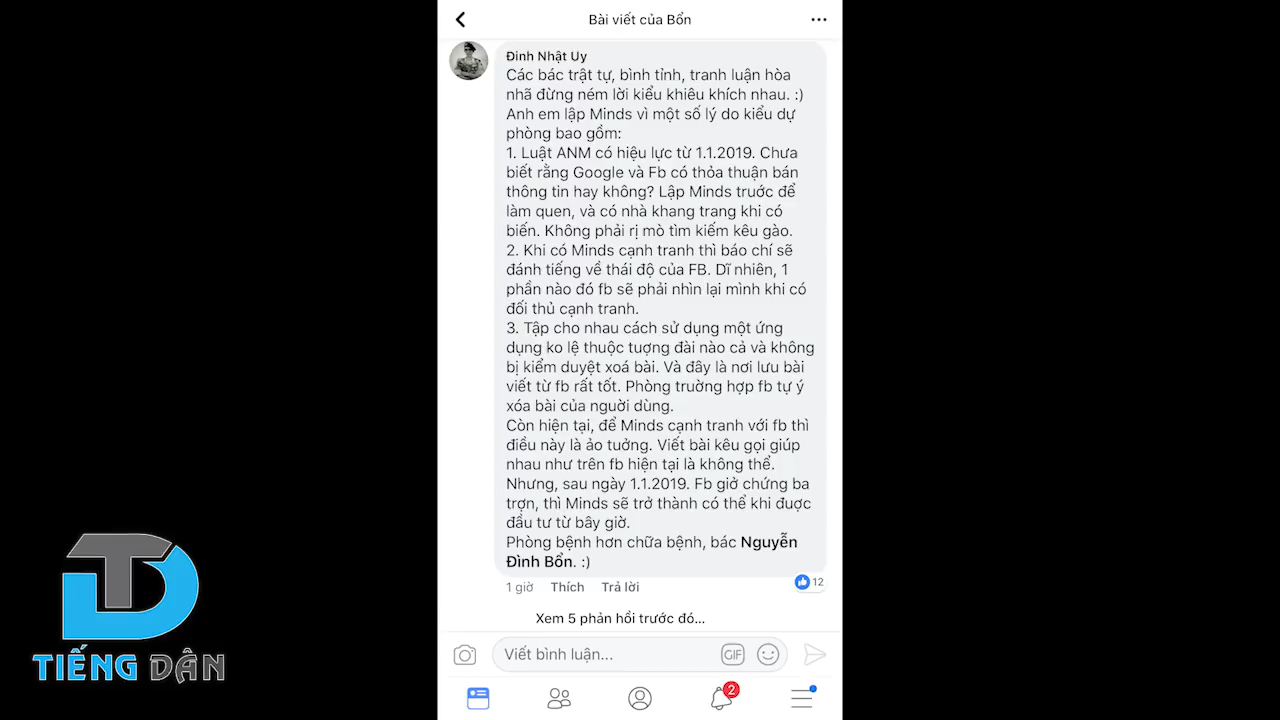 Bài viết của Bổn
Đinh Nhật Uy
Các bác trật tự, bình tỉnh, tranh luận hòa
nhã đừng ném lời kiểu khiêu khích nhau. :)
Anh em lập Minds vì một số lý do kiểu dự
phòng bao gồm:
1. Luật ANM có hiệu lực từ 1.1.2019. Chưa
biết rằng Google và Fb có thỏa thuận bán
thông tin hay không? Lập Minds truớc để
làm quen, và có nhà khang trang khi có
biến. Không phải rị mò tìm kiếm kêu gào.
2. Khi có Minds cạnh tranh thì báo chí sẽ
đánh tiếng về thái độ của FB. Dĩ nhiên, 1
phần nào đó fb sẽ phải nhìn lại mình khi có
đối thủ cạnh tranh.
3. Tập cho nhau cách sử dụng một ứng
dụng ko lệ thuộc tuợng đài nào cả và không
bị kiểm duyệt xoá bài. Và đây là nơi lưu bài
viết từ fb rất tốt. Phòng truờng hợp fb tự ý
xóa bài của nguời dùng.
Còn hiện tại, để Minds cạnh tranh với fb thì
điều này là ảo tuởng. Viết bài kêu gọi giúp
nhau như trên fb hiện tại là không thể.
Nhưng, sau ngày 1.1.2019. Fb giở chứng ba
trợn, thì Minds sẽ trở thành có thể khi đuợc
đầu tư từ bây giờ.
Phòng bệnh hơn chữa bệnh, bác Nguyễn
Đình Bổn. :)
1 giờ Thích Trả lời 12
Xem 5 phản hồi trước đó...
Viết bình luận... GIF
2
TD
TIẾNG DÂN